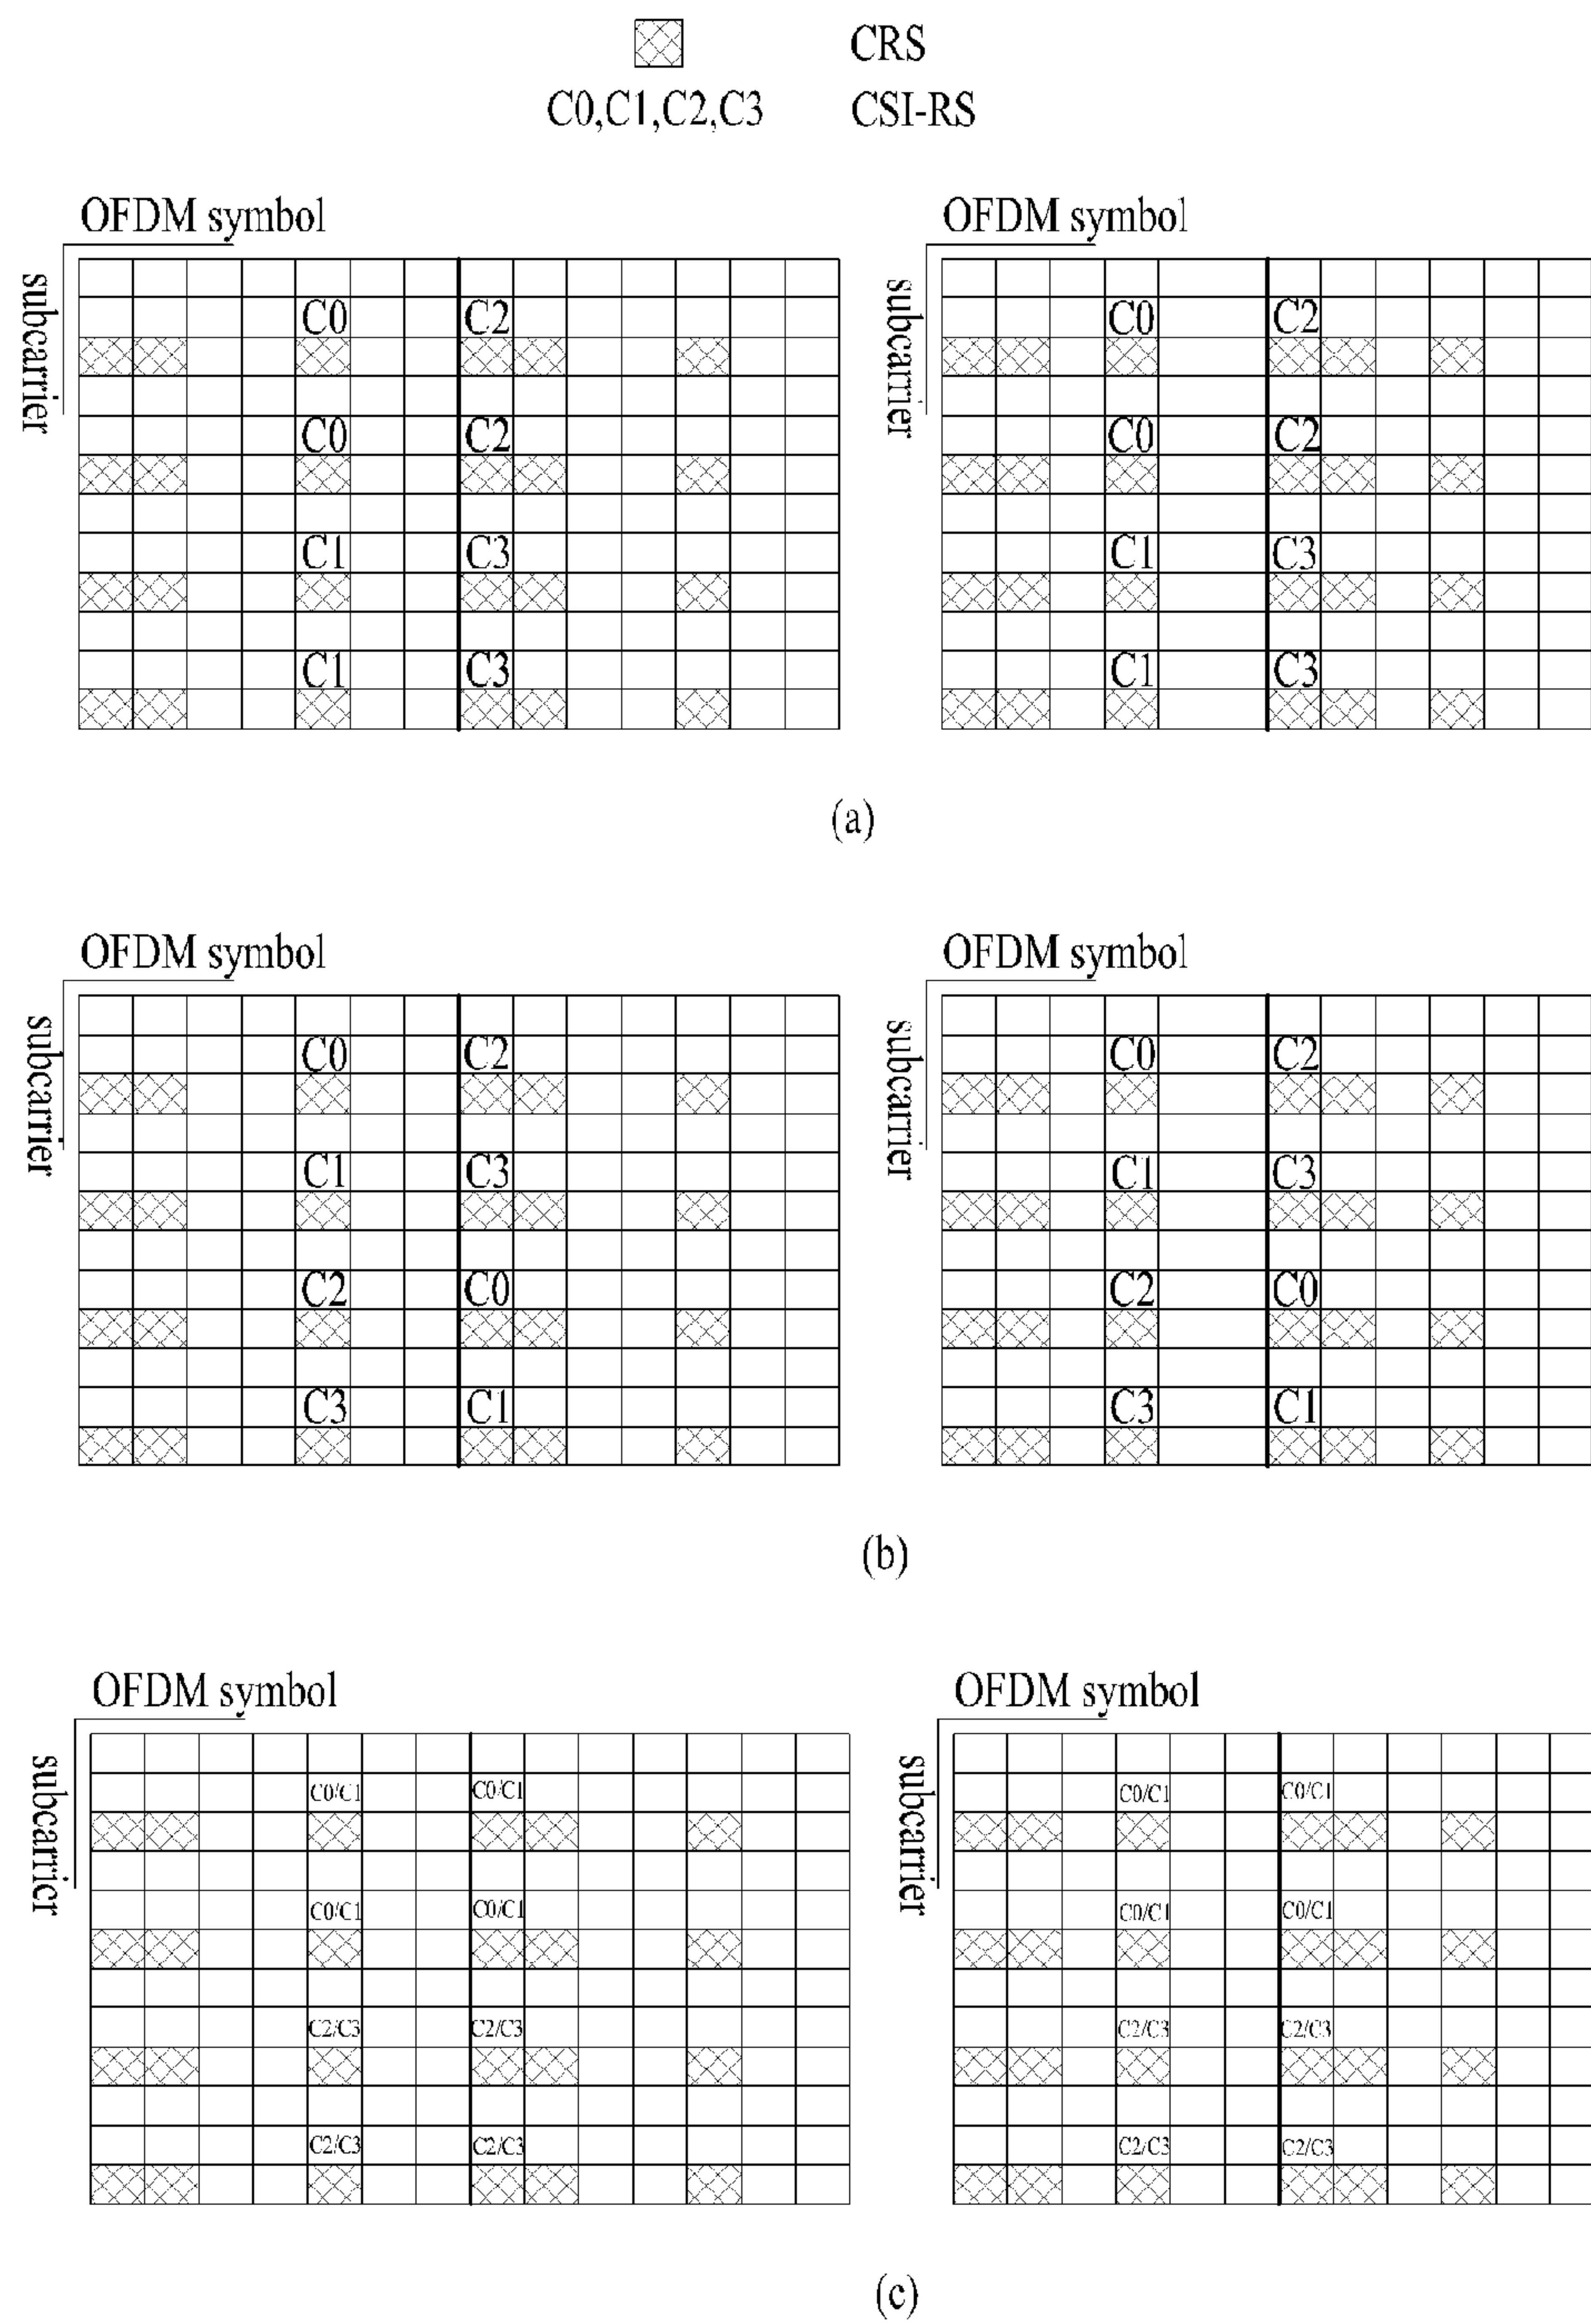 CRS
C0,C1,C2,C3 CSI-RS
OFDM symbol OFDM symbol
subcarrier subcarrier
C0 C2 C0 C2
C0 C2 C0 C2
C1 C3 C1 C3
C1 C3 C1 C3
(a)
OFDM symbol OFDM symbol
subcarrier subcarrier
C0 C2 C0 C2
C1 C3 C1 C3
C2 C0 C2 C0
C3 C1 C3 C1
(b)
OFDM symbol OFDM symbol
subcarrier subcarrier
C0/C1 C0/C1 C0/C1 C0/C1
C0/C1 C0/C1 C0/C1 C0/C1
C2/C3 C2/C3 C2/C3 C2/C3
C2/C3 C2/C3 C2/C3 C2/C3
(c)